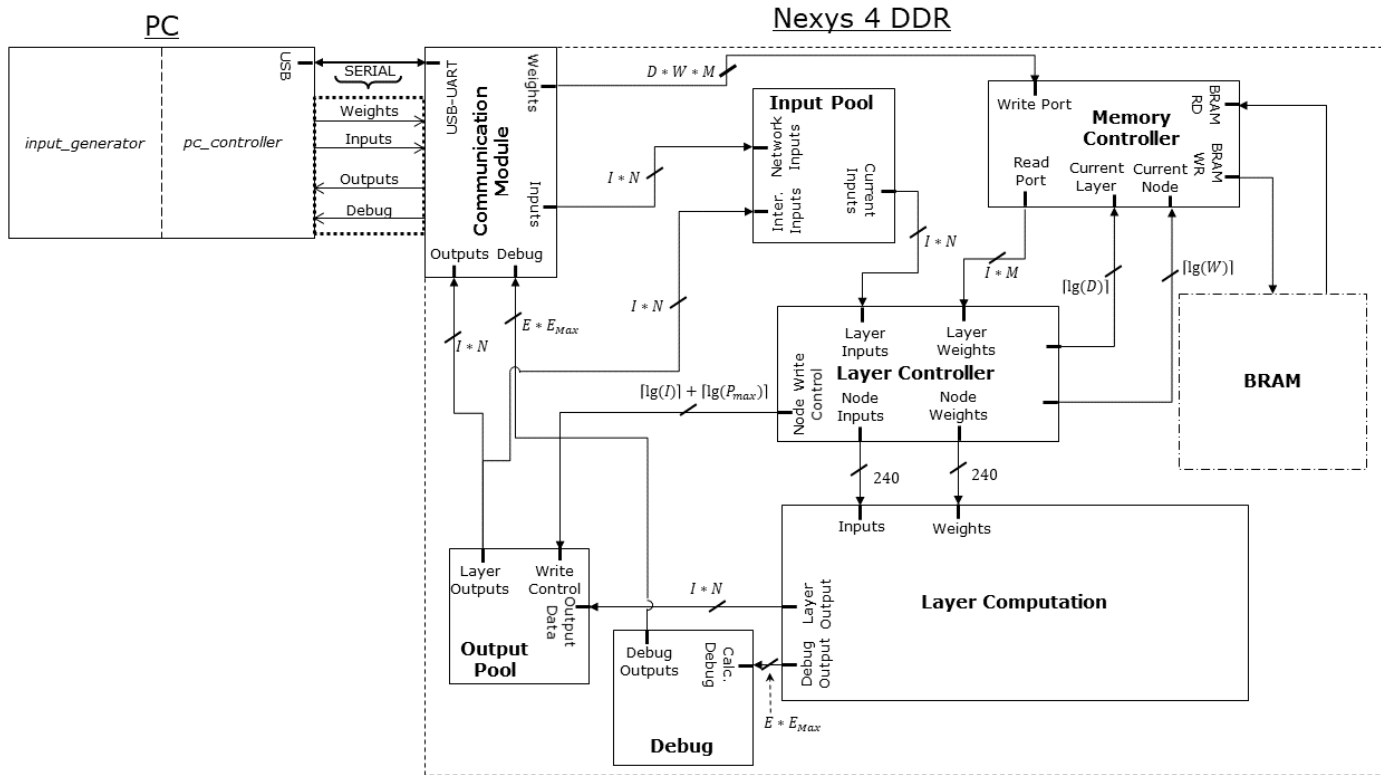 PC
Nexys 4 DDR
input_generator
pc_controller
USB
SERIAL
Weights
Inputs
Outputs
Debug
USB-UART
Communication
Module
Weights
Inputs
Outputs
Debug
D * W * M
I * N
I * N
I * N
E * E_Max
Input Pool
Network
Inputs
Inter.
Inputs
Current
Inputs
I * N
Write Port
Memory
Controller
BRAM
RD
BRAM
WR
Read
Port
Current
Layer
Current
Node
I * M
⌈lg(D)⌉
⌈lg(W)⌉
BRAM
Layer
Inputs
Layer
Weights
Layer Controller
Node Write
Control
Node
Inputs
Node
Weights
⌈lg(I)⌉ + ⌈lg(P_max)⌉
240
240
Inputs
Weights
Layer Computation
Layer
Output
Debug
Output
I * N
E * E_Max
Layer
Outputs
Write
Control
Output
Data
Output
Pool
Debug
Outputs
Calc.
Debug
Debug